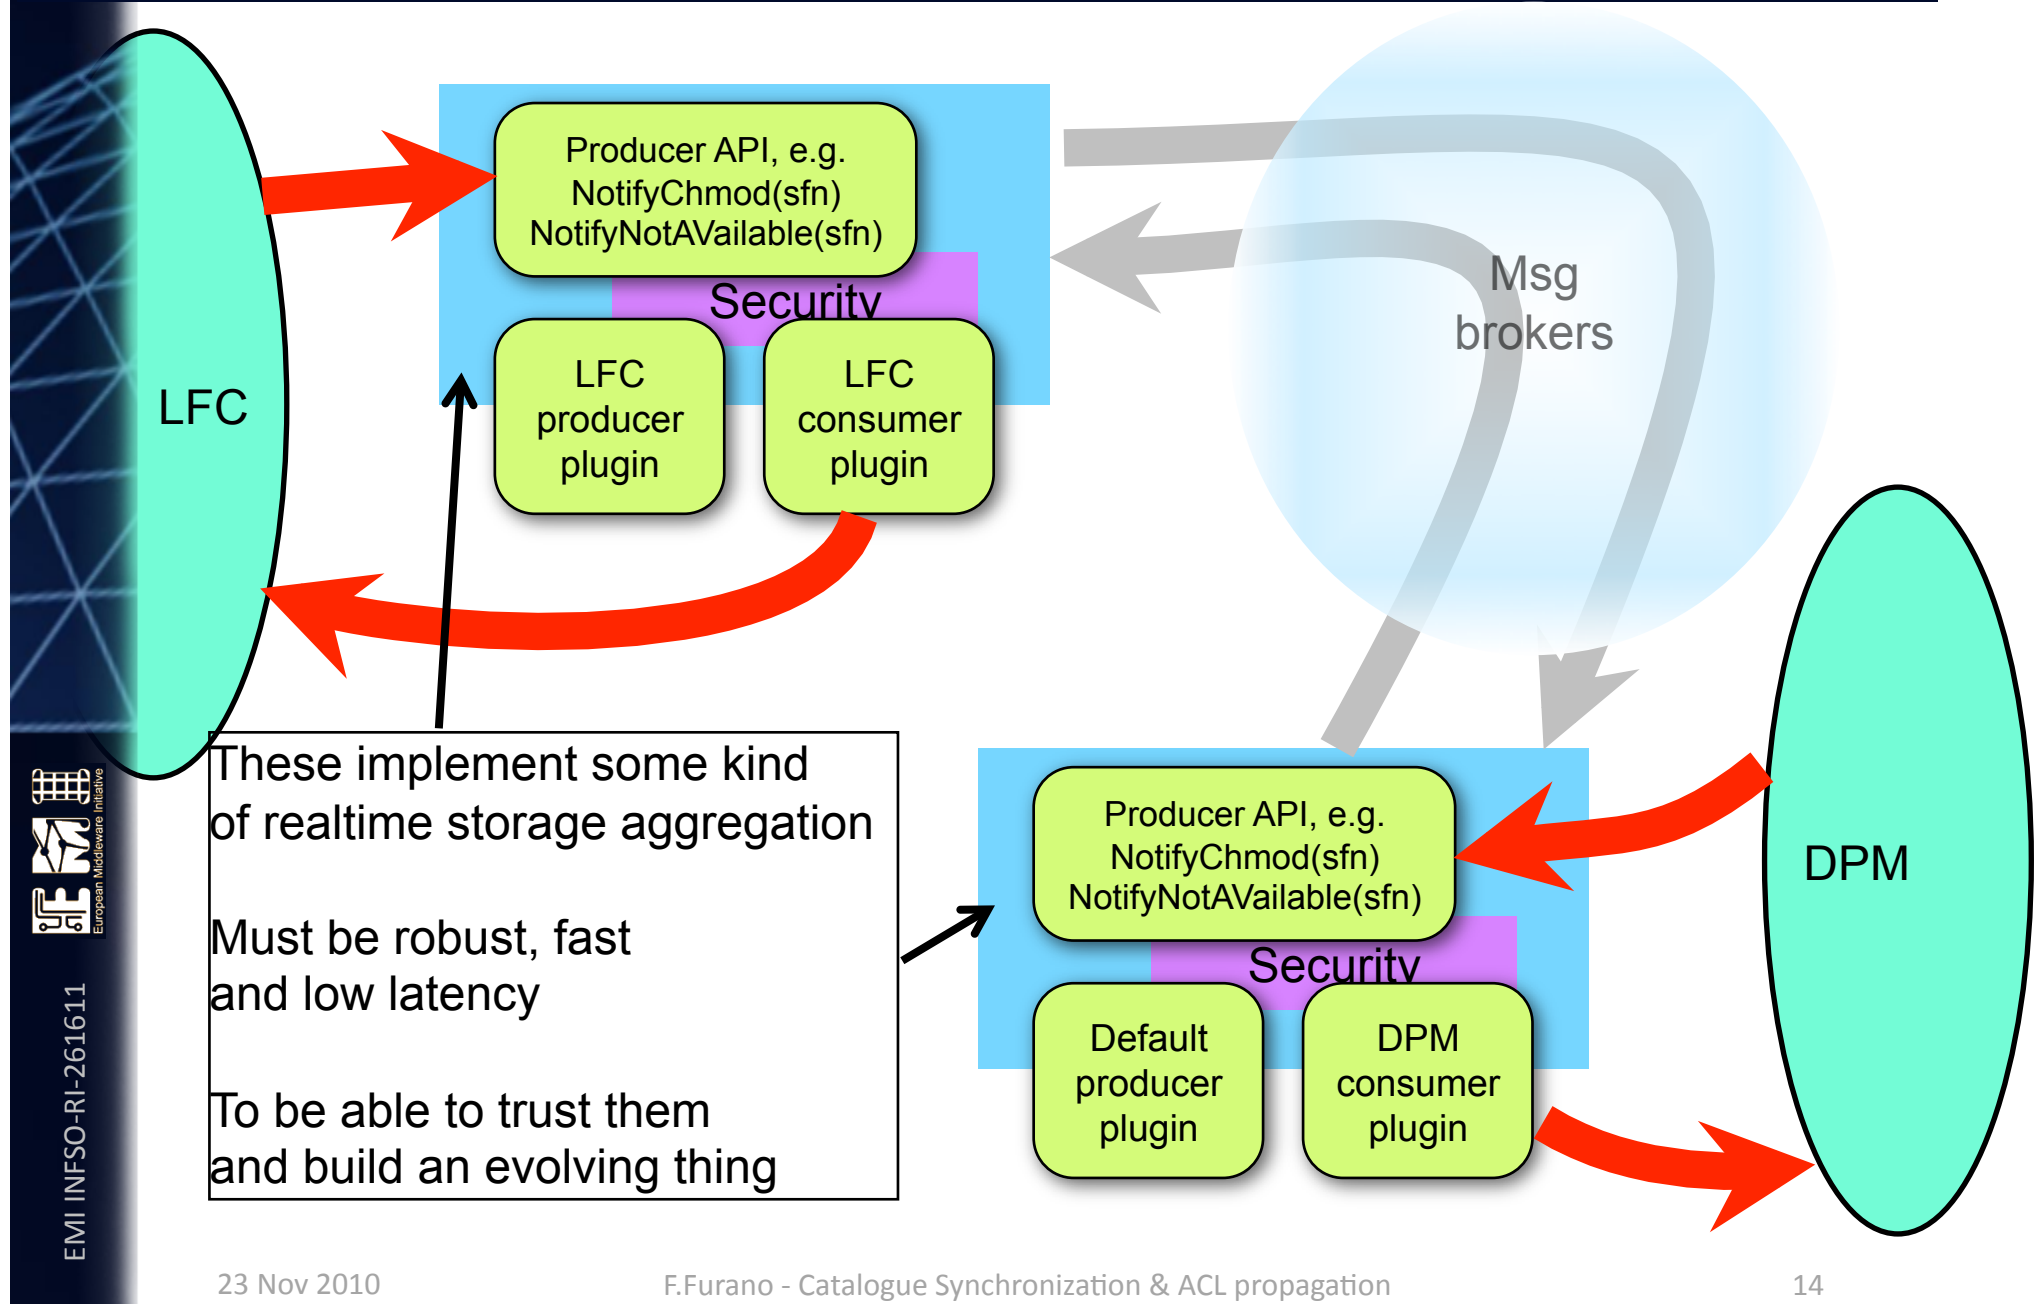 Producer API, e.g.
NotifyChmod(sfn)
NotifyNotAVailable(sfn)
Security
LFC
producer
plugin
LFC
consumer
plugin
LFC
Msg
brokers
These implement some kind
of realtime storage aggregation
Must be robust, fast
and low latency
To be able to trust them
and build an evolving thing
Producer API, e.g.
NotifyChmod(sfn)
NotifyNotAVailable(sfn)
Security
Default
producer
plugin
DPM
consumer
plugin
DPM
EMI
European Middleware Initiative
EMI INFSO-RI-261611
23 Nov 2010
F.Furano - Catalogue Synchronization & ACL propagation
14